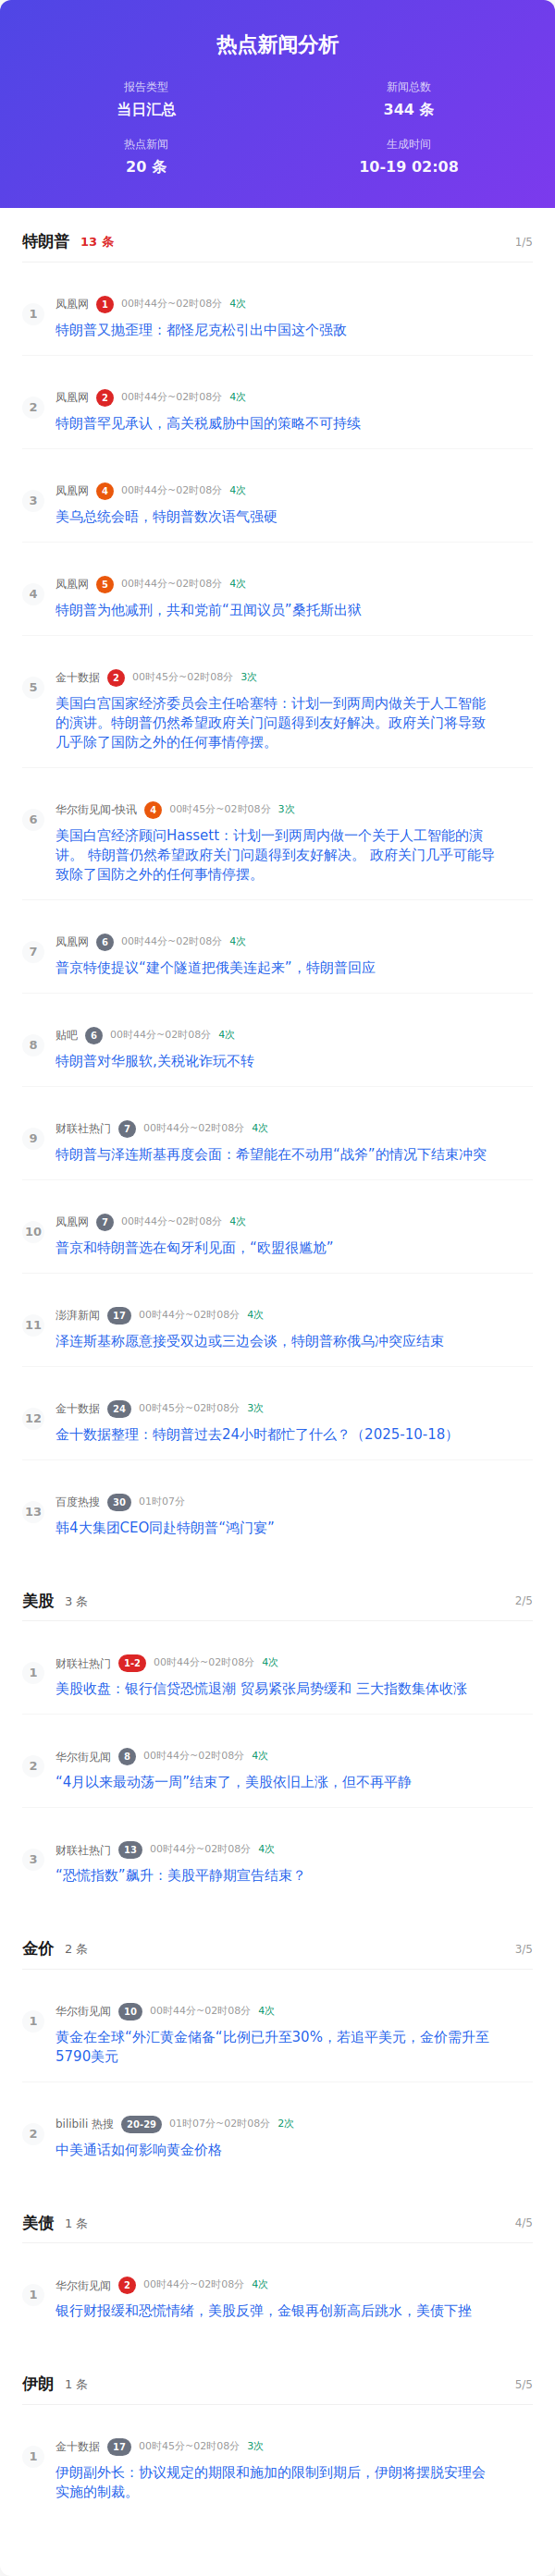 热点新闻分析
报告类型 新闻总数
当日汇总 344 条
热点新闻 生成时间
20 条 10-19 02:08
特朗普 13 条 1/5
凤凰网 1 00时44分~02时08分 4次
1
特朗普又抛歪理：都怪尼克松引出中国这个强敌
凤凰网 2 00时44分~02时08分 4次
2
特朗普罕见承认，高关税威胁中国的策略不可持续
凤凰网 4 00时44分~02时08分 4次
3
美乌总统会晤，特朗普数次语气强硬
凤凰网 5 00时44分~02时08分 4次
4
特朗普为他减刑，共和党前“丑闻议员”桑托斯出狱
金十数据 2 00时45分~02时08分 3次
5
美国白宫国家经济委员会主任哈塞特：计划一到两周内做关于人工智能
的演讲。特朗普仍然希望政府关门问题得到友好解决。政府关门将导致
几乎除了国防之外的任何事情停摆。
华尔街见闻-快讯 4 00时45分~02时08分 3次
6
美国白宫经济顾问Hassett：计划一到两周内做一个关于人工智能的演
讲。 特朗普仍然希望政府关门问题得到友好解决。 政府关门几乎可能导
致除了国防之外的任何事情停摆。
凤凰网 6 00时44分~02时08分 4次
7
普京特使提议“建个隧道把俄美连起来”，特朗普回应
贴吧 6 00时44分~02时08分 4次
8
特朗普对华服软,关税讹诈玩不转
财联社热门 7 00时44分~02时08分 4次
9
特朗普与泽连斯基再度会面：希望能在不动用“战斧”的情况下结束冲突
凤凰网 7 00时44分~02时08分 4次
10
普京和特朗普选在匈牙利见面，“欧盟很尴尬”
澎湃新闻 17 00时44分~02时08分 4次
11
泽连斯基称愿意接受双边或三边会谈，特朗普称俄乌冲突应结束
金十数据 24 00时45分~02时08分 3次
12
金十数据整理：特朗普过去24小时都忙了什么？（2025-10-18）
百度热搜 30 01时07分
13
韩4大集团CEO同赴特朗普“鸿门宴”
美股 3 条 2/5
财联社热门 1-2 00时44分~02时08分 4次
1
美股收盘：银行信贷恐慌退潮 贸易紧张局势缓和 三大指数集体收涨
华尔街见闻 8 00时44分~02时08分 4次
2
“4月以来最动荡一周”结束了，美股依旧上涨，但不再平静
财联社热门 13 00时44分~02时08分 4次
3
“恐慌指数”飙升：美股平静期宣告结束？
金价 2 条 3/5
华尔街见闻 10 00时44分~02时08分 4次
1
黄金在全球“外汇黄金储备“比例已升至30%，若追平美元，金价需升至
5790美元
bilibili 热搜 20-29 01时07分~02时08分 2次
2
中美通话如何影响黄金价格
美债 1 条 4/5
华尔街见闻 2 00时44分~02时08分 4次
1
银行财报缓和恐慌情绪，美股反弹，金银再创新高后跳水，美债下挫
伊朗 1 条 5/5
金十数据 17 00时45分~02时08分 3次
1
伊朗副外长：协议规定的期限和施加的限制到期后，伊朗将摆脱安理会
实施的制裁。